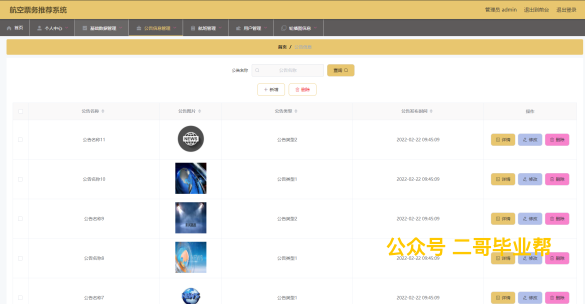 航空票务推荐系统 管理员 admin 退出到前台 退出登录
首页 个人中心 基础数据管理 公告信息管理 航班管理 用户管理 轮播图信息
首页 / 公告信息
公告名称 公告名称 查询
+ 新增 删除
公告名称 公告图片 公告类型 公告发布时间 操作
公告名称11 NEWS 公告类型2 2022-02-22 09:45:09 详情 修改 删除
公告名称10 公告类型1 2022-02-22 09:45:09 详情 修改 删除
公告名称9 公告类型2 2022-02-22 09:45:09 详情 修改 删除
公告名称8 公告类型1 2022-02-22 09:45:09 详情 修改 删除
公众号 二哥毕业帮
公告名称7 公告类型1 2022-02-22 09:45:09 详情 修改 删除